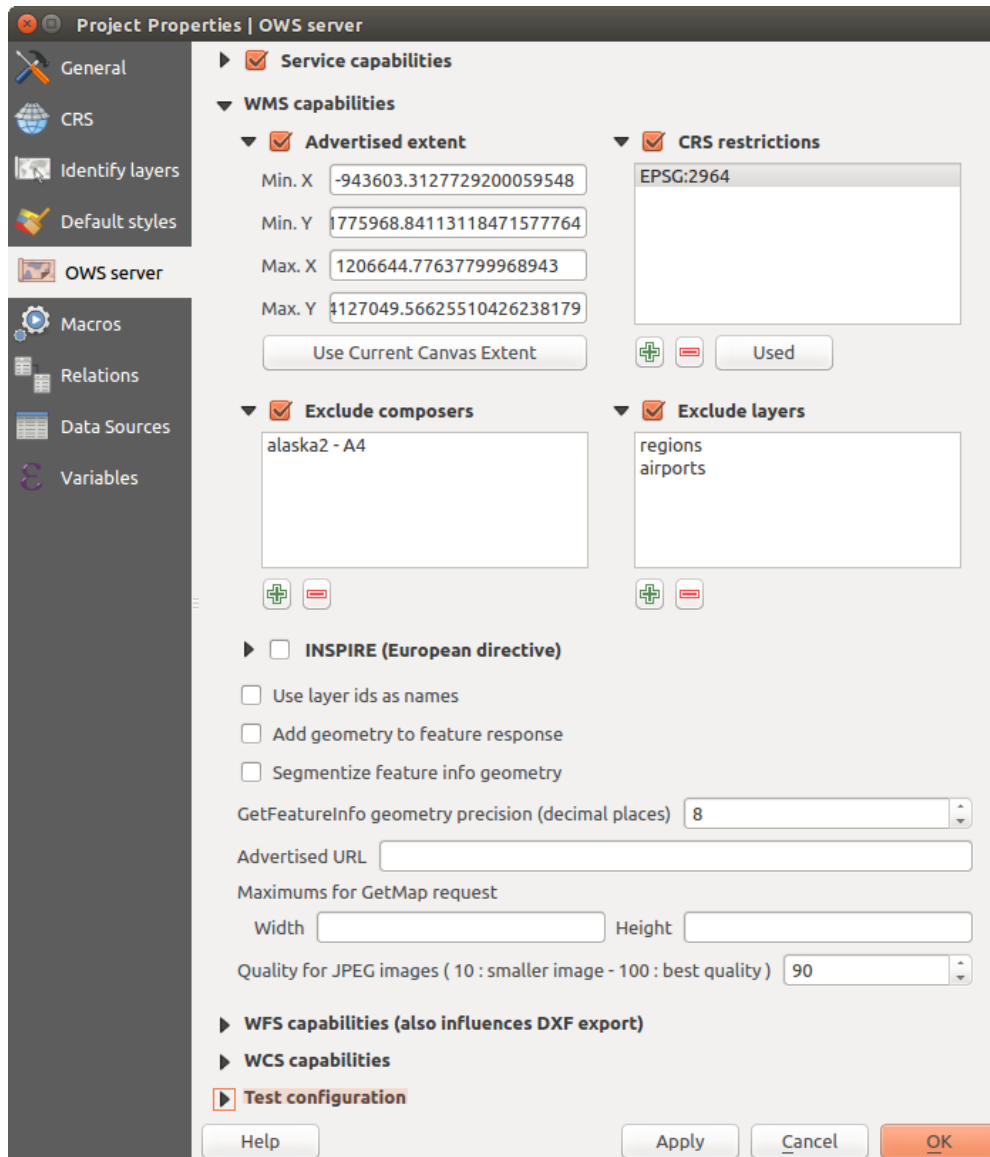 Project Properties | OWS server
General
CRS
Identify layers
Default styles
OWS server
Macros
Relations
Data Sources
Variables
Service capabilities
WMS capabilities
Advertised extent
Min. X -943603.3127729200059548
Min. Y 1775968.84113118471577764
Max. X 1206644.77637799968943
Max. Y 4127049.56625510426238179
Use Current Canvas Extent
CRS restrictions
EPSG:2964
Used
Exclude composers
alaska2 - A4
Exclude layers
regions
airports
INSPIRE (European directive)
Use layer ids as names
Add geometry to feature response
Segmentize feature info geometry
GetFeatureInfo geometry precision (decimal places) 8
Advertised URL
Maximums for GetMap request
Width Height
Quality for JPEG images ( 10 : smaller image - 100 : best quality ) 90
WFS capabilities (also influences DXF export)
WCS capabilities
Test configuration
Help Apply Cancel OK